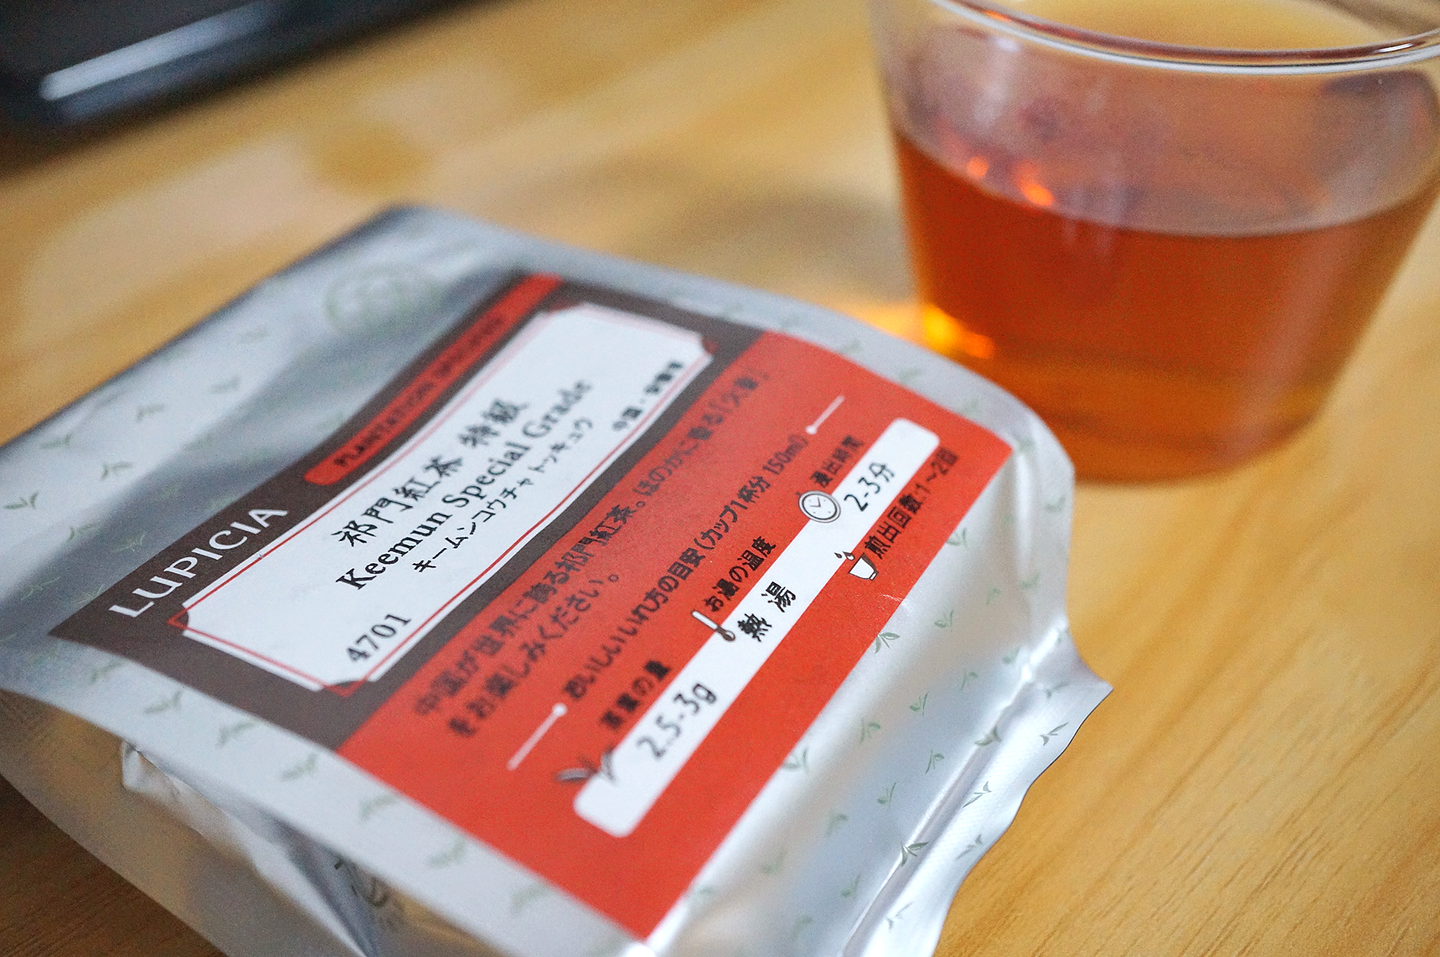 LUPICIA
PLANTATION SPECIFIED
祁門紅茶 特級
Keemun Special Grade
キームンコウチャ トッキュウ
4701
中国・安徽省
中国が世界に誇る祁門紅茶。ほのかに香る「火香」
をお楽しみください。
おいしいいれ方の目安（カップ1杯分 150ml）
茶葉の量
2.5-3g
お湯の温度
熱湯
浸出時間
2-3分
煎出回数:1〜2回